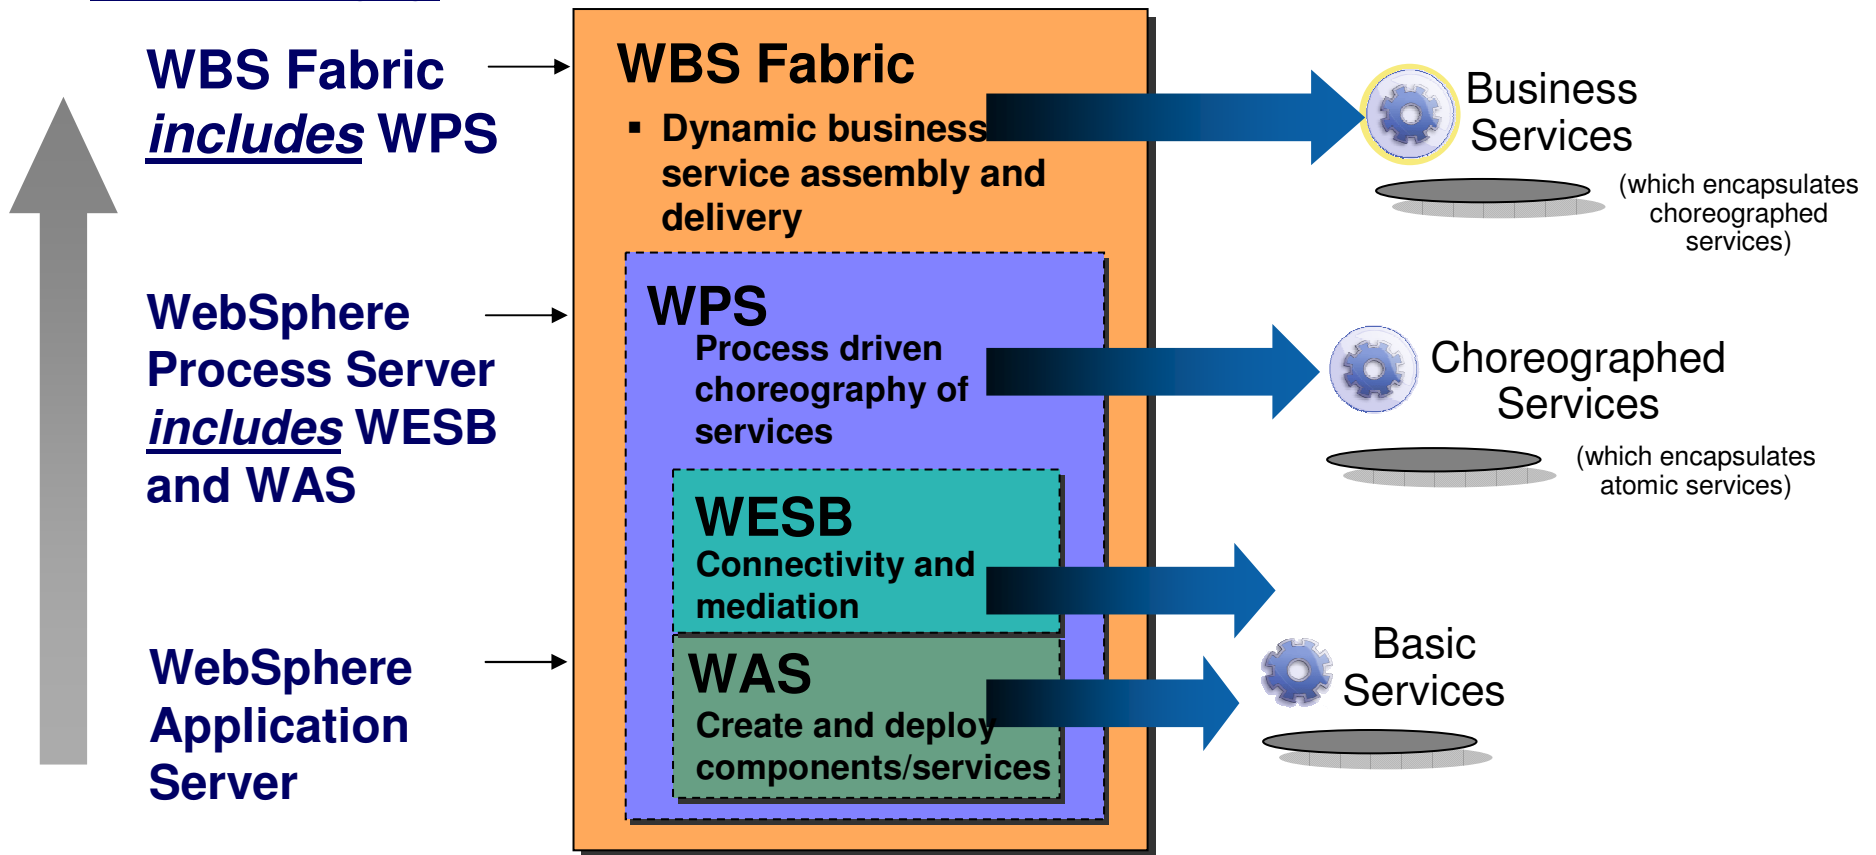 WBS Fabric
includes WPS
WebSphere
Process Server
includes WESB
and WAS
WebSphere
Application
Server
WBS Fabric
▪ Dynamic business
service assembly and
delivery
WPS
Process driven
choreography of
services
WESB
Connectivity and
mediation
WAS
Create and deploy
components/services
Business
Services
(which encapsulates
choreographed
services)
Choreographed
Services
(which encapsulates
atomic services)
Basic
Services